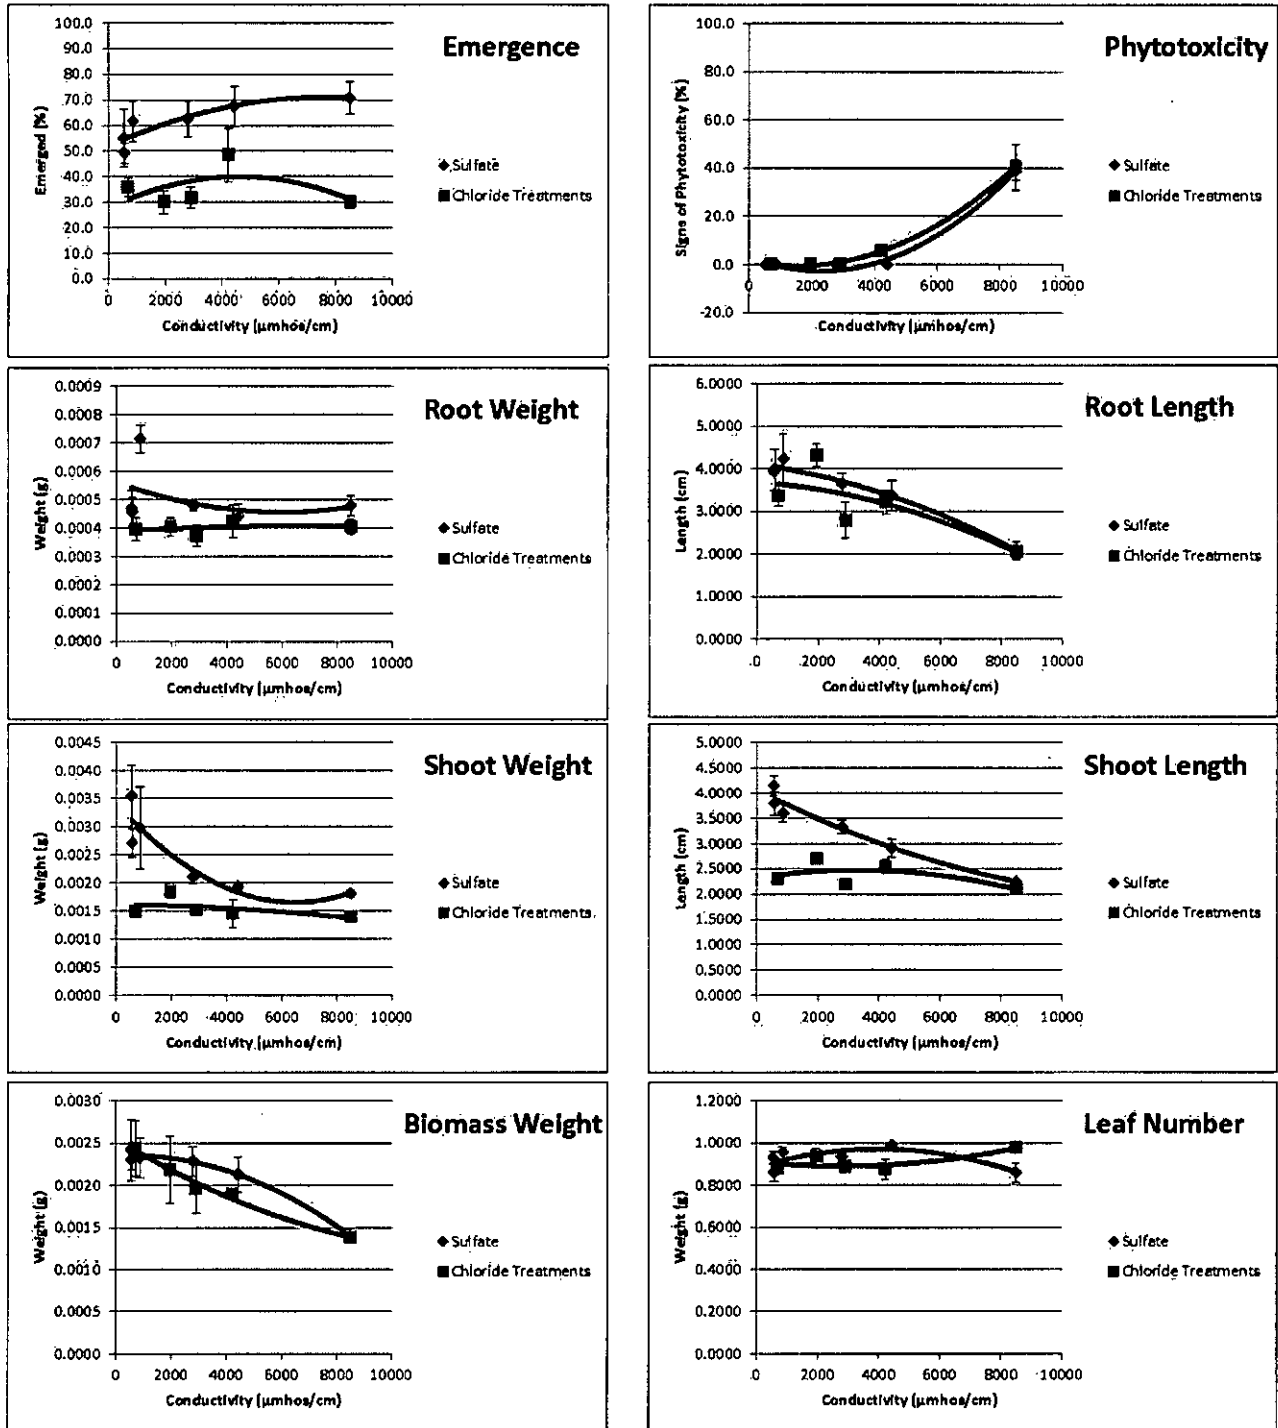 Emergence
100.0
90.0
80.0
70.0
60.0
50.0
40.0
30.0
20.0
10.0
0.0
Emerged (%)
0 2000 4000 6000 8000 10000
Conductivity (µmhos/cm)
Sulfate
Chloride Treatments
Phytotoxicity
100.0
80.0
60.0
40.0
20.0
0.0
-20.0
Signs of Phytotoxicity (%)
0 2000 4000 6000 8000 10000
Conductivity (µmhos/cm)
Sulfate
Chloride Treatments
Root Weight
0.0009
0.0008
0.0007
0.0006
0.0005
0.0004
0.0003
0.0002
0.0001
0.0000
Weight (g)
0 2000 4000 6000 8000 10000
Conductivity (µmhos/cm)
Sulfate
Chloride Treatments
Root Length
6.0000
5.0000
4.0000
3.0000
2.0000
1.0000
0.0000
Length (cm)
0 2000 4000 6000 8000 10000
Conductivity (µmhos/cm)
Sulfate
Chloride Treatments
Shoot Weight
0.0045
0.0040
0.0035
0.0030
0.0025
0.0020
0.0015
0.0010
0.0005
0.0000
Weight (g)
0 2000 4000 6000 8000 10000
Conductivity (µmhos/cm)
Sulfate
Chloride Treatments
Shoot Length
5.0000
4.5000
4.0000
3.5000
3.0000
2.5000
2.0000
1.5000
1.0000
0.5000
0.0000
Length (cm)
0 2000 4000 6000 8000 10000
Conductivity (µmhos/cm)
Sulfate
Chloride Treatments
Biomass Weight
0.0030
0.0025
0.0020
0.0015
0.0010
0.0005
0.0000
Weight (g)
0 2000 4000 6000 8000 10000
Conductivity (µmhos/cm)
Sulfate
Chloride Treatments
Leaf Number
1.2000
1.0000
0.8000
0.6000
0.4000
0.2000
0.0000
Weight (g)
0 2000 4000 6000 8000 10000
Conductivity (µmhos/cm)
Sulfate
Chloride Treatments